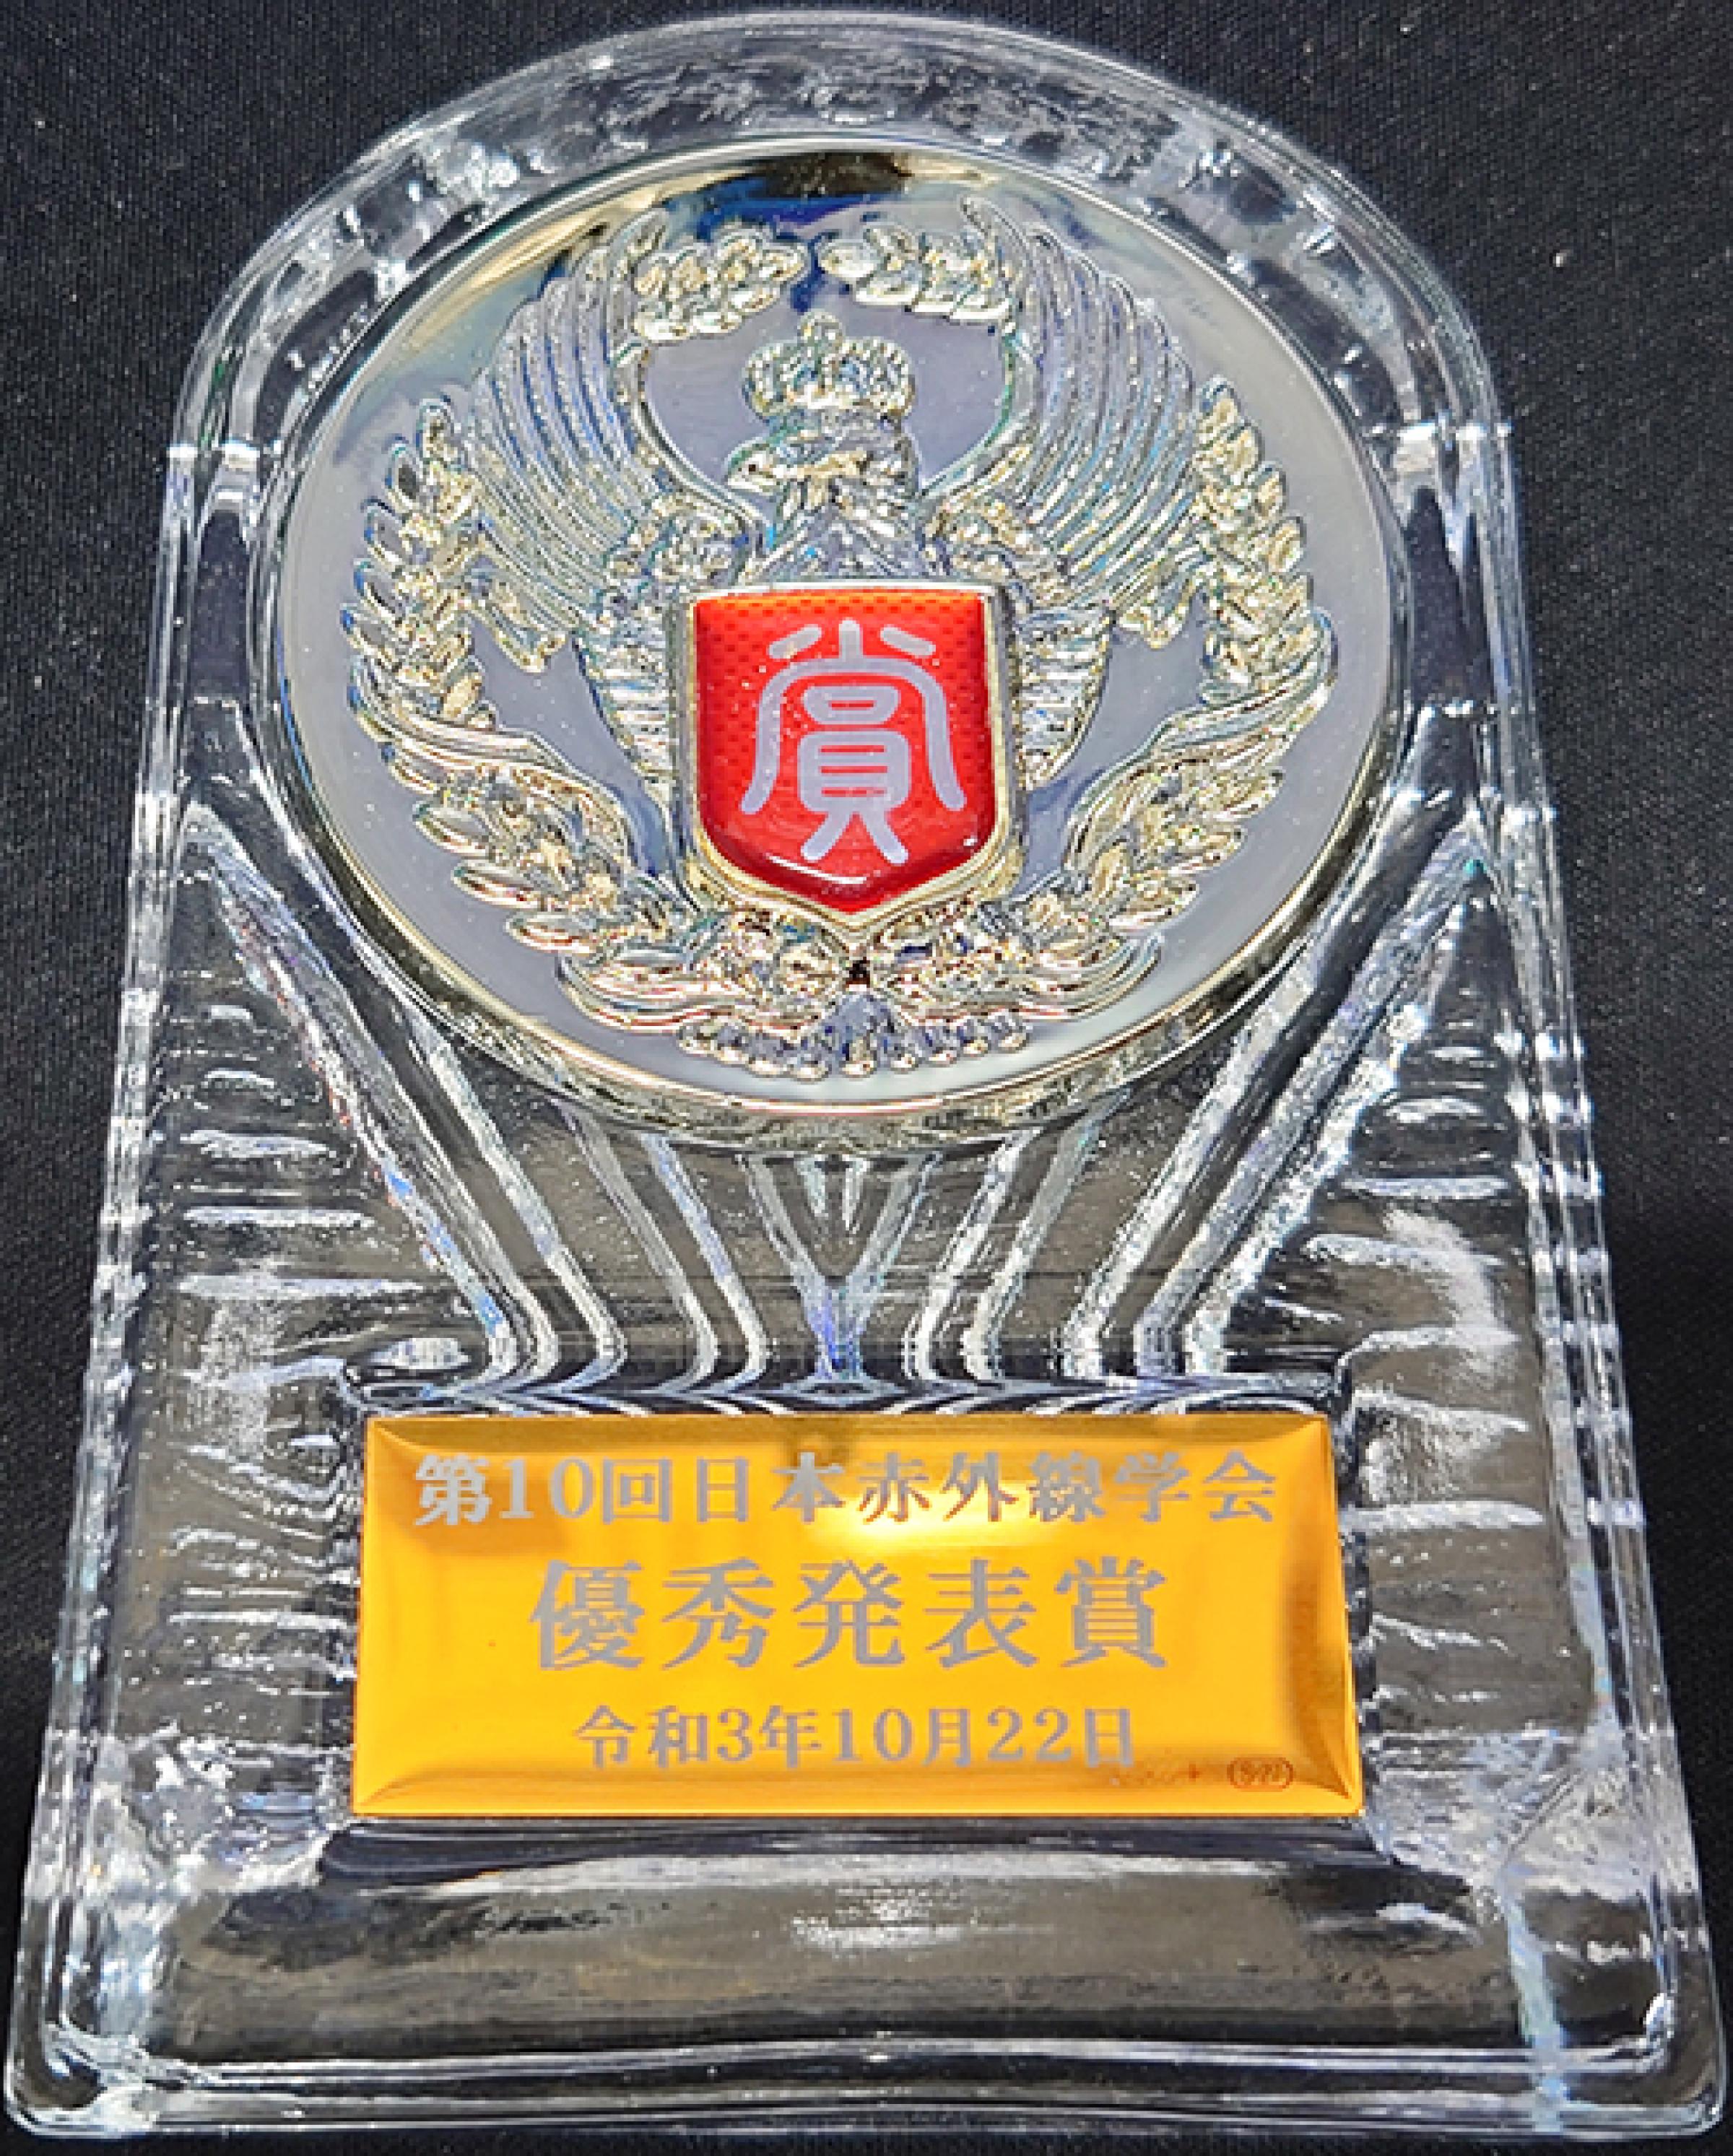 賞
第10回日本赤外線学会
優秀発表賞
令和3年10月22日